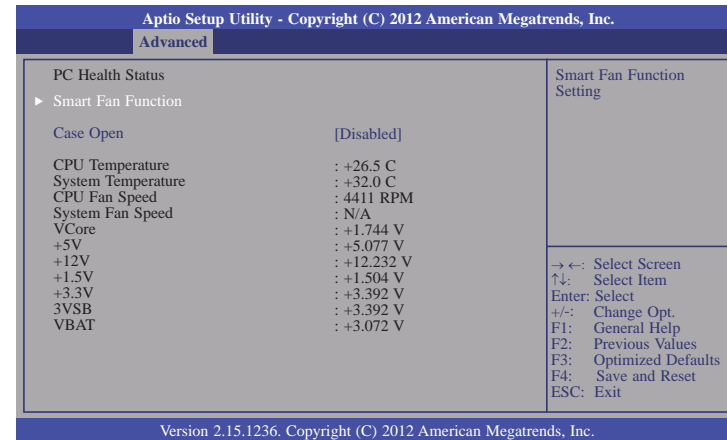 Aptio Setup Utility - Copyright (C) 2012 American Megatrends, Inc.
Advanced
PC Health Status
▶ Smart Fan Function
Case Open [Disabled]
CPU Temperature : +26.5 C
System Temperature : +32.0 C
CPU Fan Speed : 4411 RPM
System Fan Speed : N/A
VCore : +1.744 V
+5V : +5.077 V
+12V : +12.232 V
+1.5V : +1.504 V
+3.3V : +3.392 V
3VSB : +3.392 V
VBAT : +3.072 V
Smart Fan Function
Setting
→ ←: Select Screen
↑↓: Select Item
Enter: Select
+/-: Change Opt.
F1: General Help
F2: Previous Values
F3: Optimized Defaults
F4: Save and Reset
ESC: Exit
Version 2.15.1236. Copyright (C) 2012 American Megatrends, Inc.